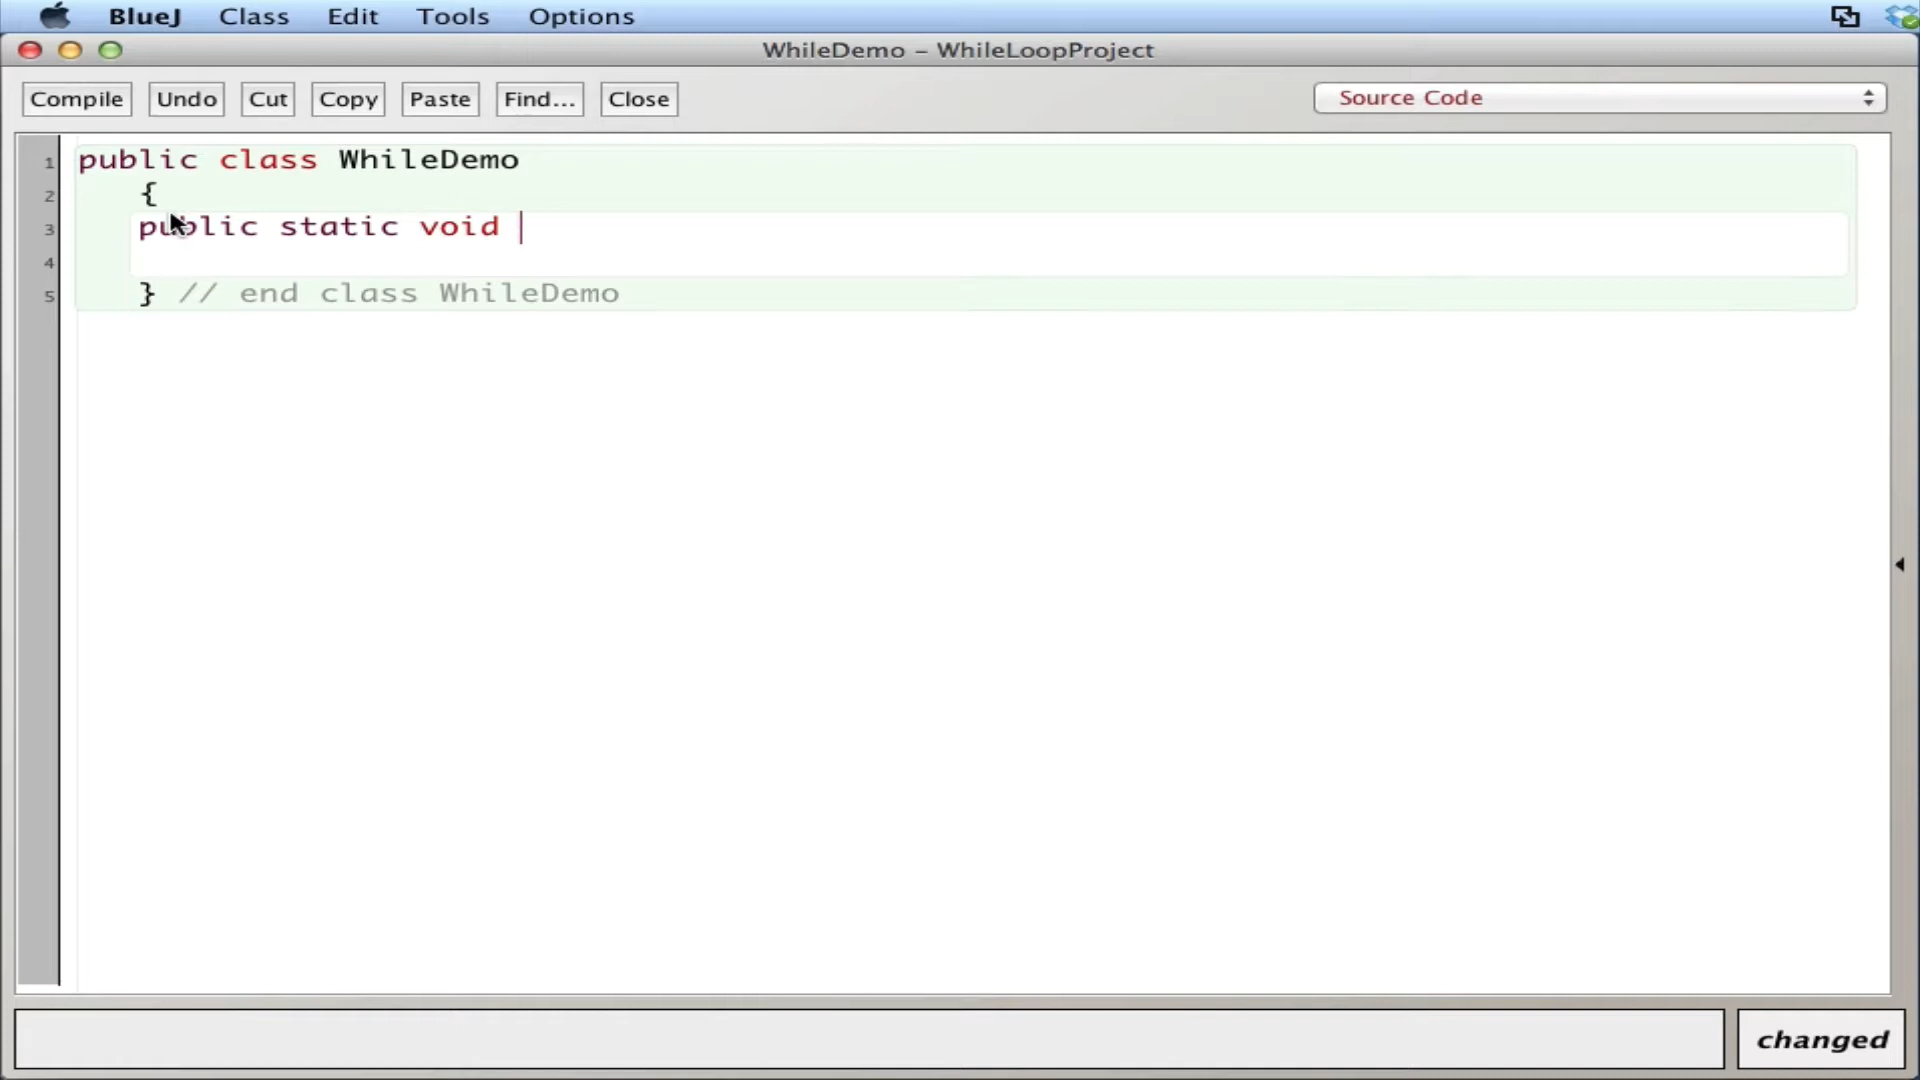 BlueJ Class Edit Tools Options
WhileDemo – WhileLoopProject
Compile Undo Cut Copy Paste Find... Close Source Code
1 public class WhileDemo
2 {
3 public static void
4
5 } // end class WhileDemo
changed